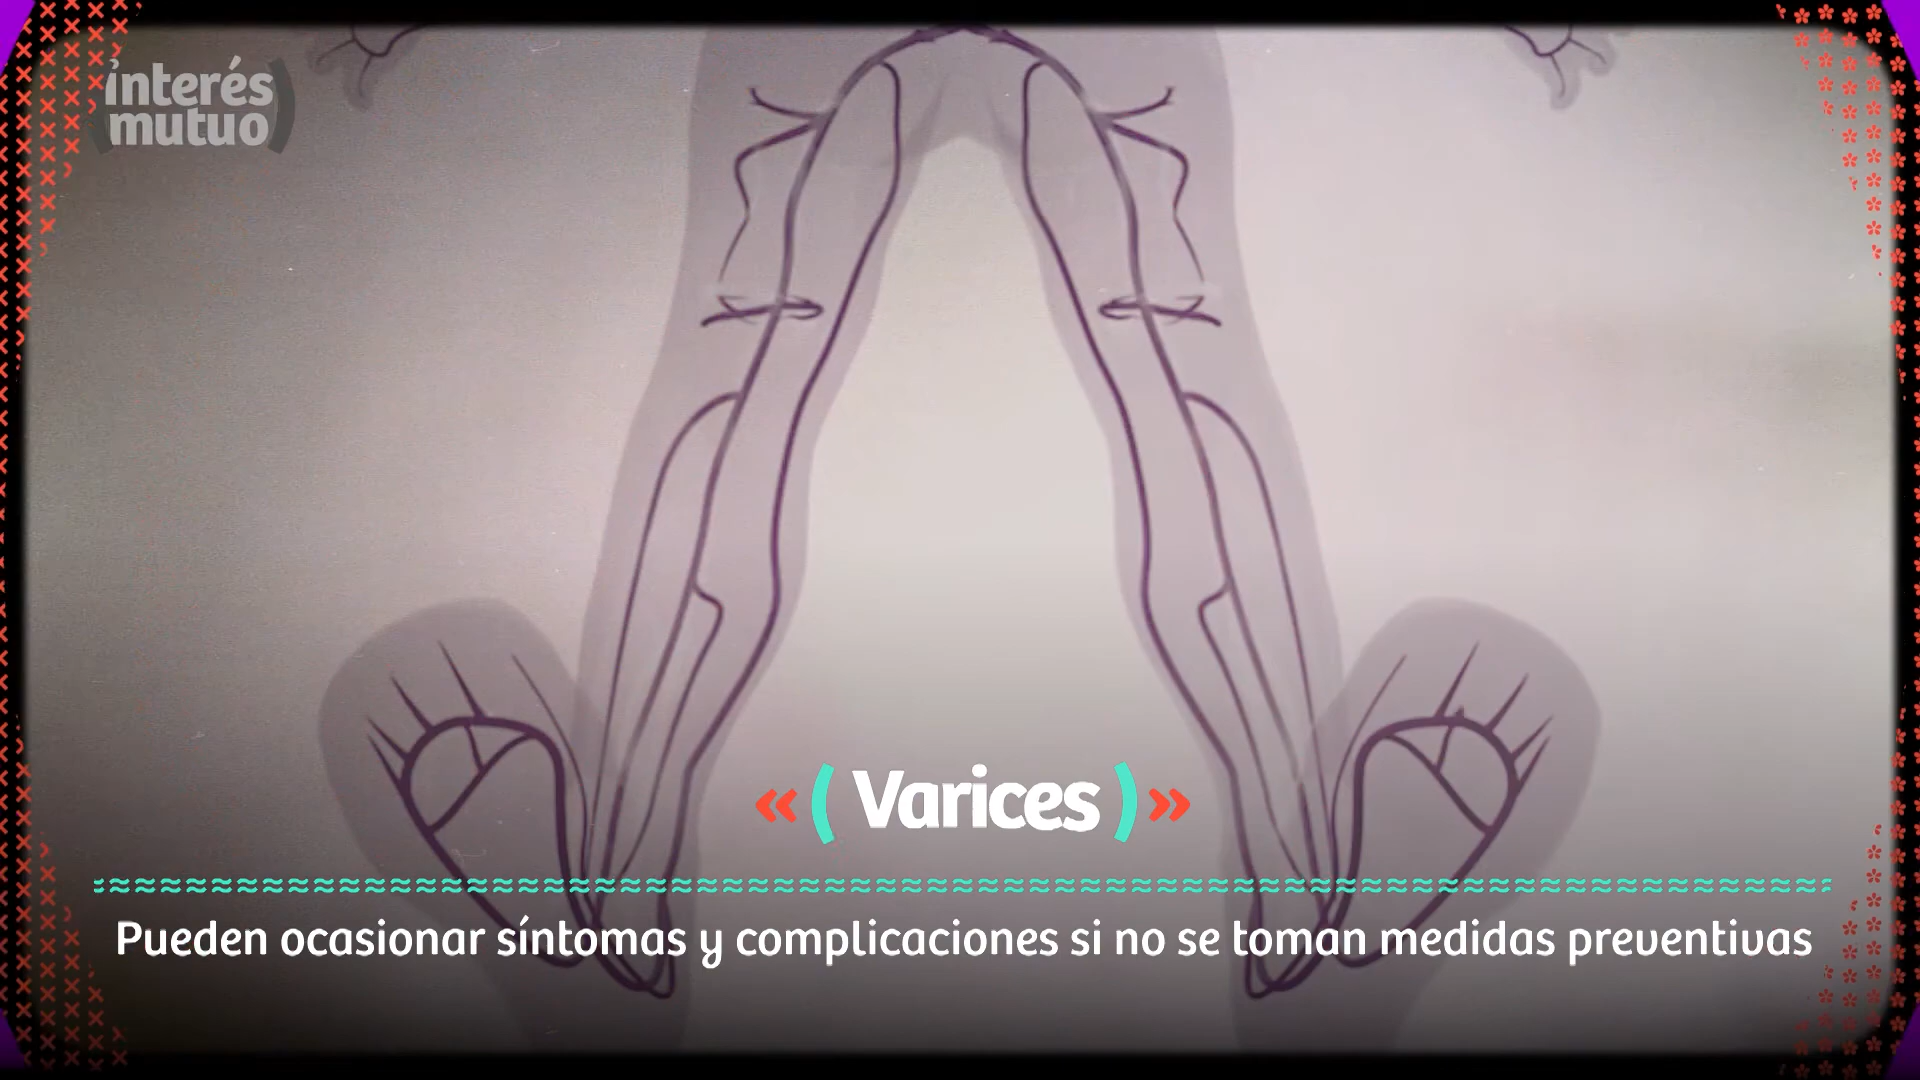 interés
mutuo
«( Varices )»
Pueden ocasionar síntomas y complicaciones si no se toman medidas preventivas